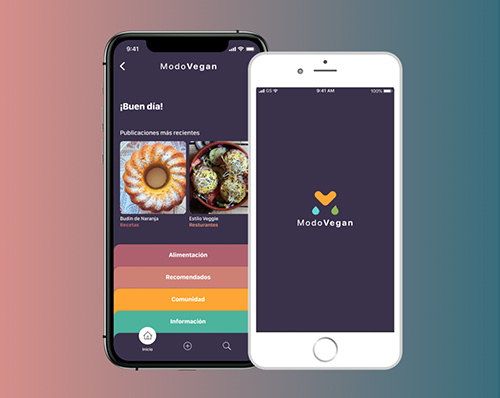 9:41
ModoVegan
¡Buen día!
Publicaciones más recientes
Budín de Naranja
Estilo Veggie
Recetas
Resturantes
Alimentación
Recomendados
Comunidad
Información
Inicio
GS
9:41 AM
100%
ModoVegan